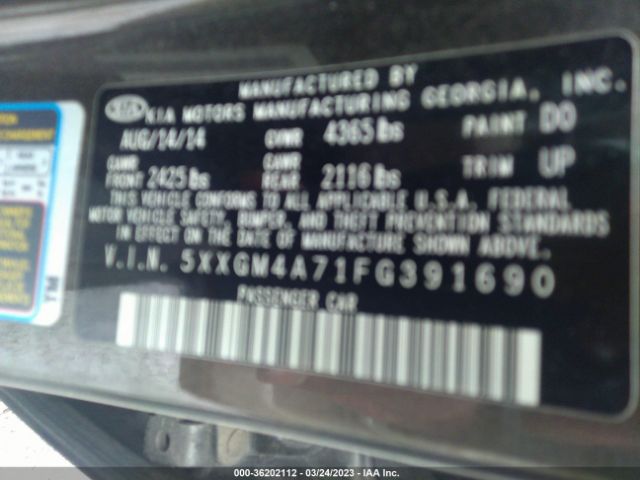 MANUFACTURED BY
KIA KIA MOTORS MANUFACTURING GEORGIA, INC.
AUG/14/14 GVWR 4365 lbs PAINT D0
GAWR FRONT 2425 lbs GAWR REAR 2116 lbs TRIM UP
THIS VEHICLE CONFORMS TO ALL APPLICABLE U.S.A. FEDERAL
MOTOR VEHICLE SAFETY, BUMPER, AND THEFT PREVENTION STANDARDS
IN EFFECT ON THE DATE OF MANUFACTURE SHOWN ABOVE.
V.I.N. 5XXGM4A71FG391690
PASSENGER CAR
TM
000-36202112 - 03/24/2023 - IAA Inc.